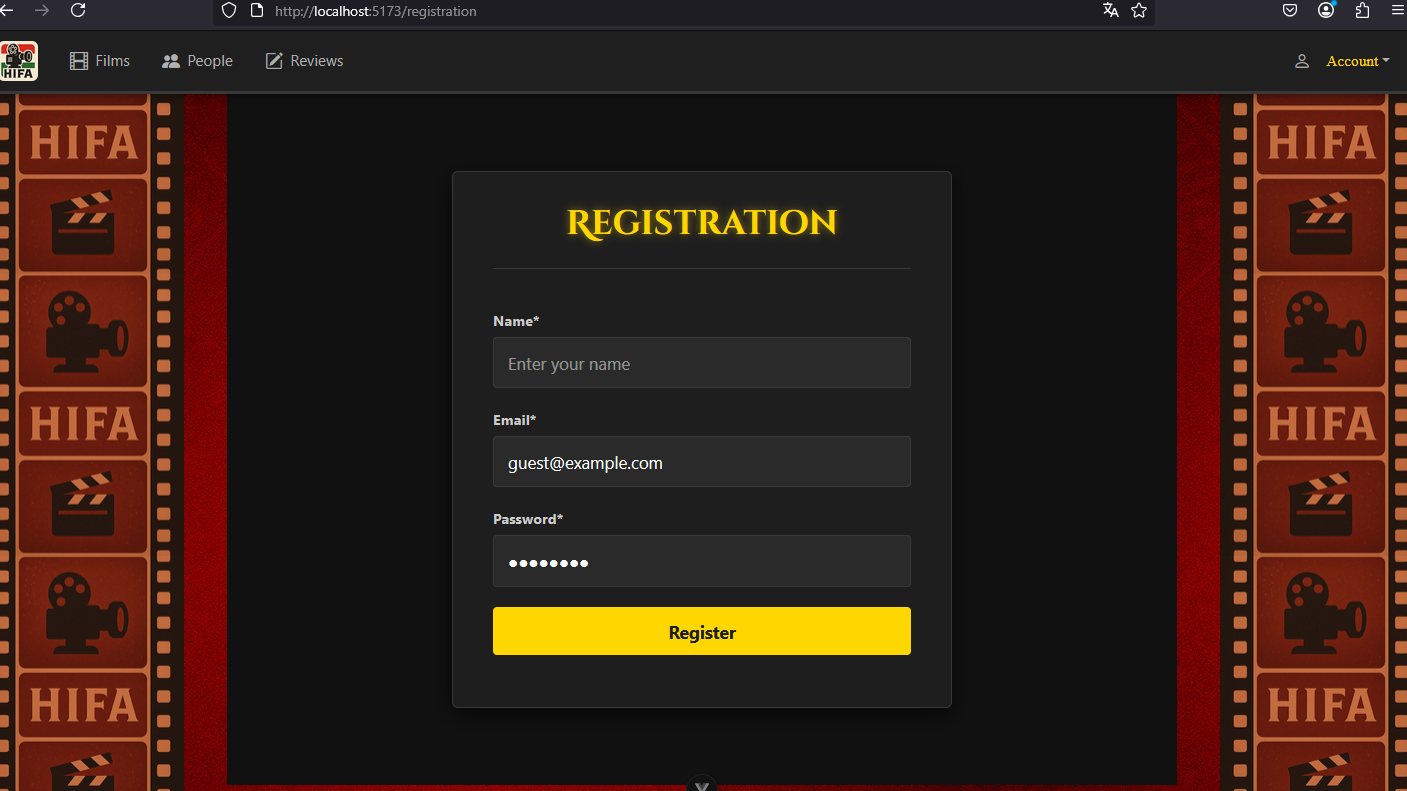 http://localhost:5173/registration
HIFA
Films
People
Reviews
Account
HIFA
HIFA
HIFA
HIFA
HIFA
HIFA
REGISTRATION
Name*
Enter your name
Email*
guest@example.com
Password*
••••••••
Register